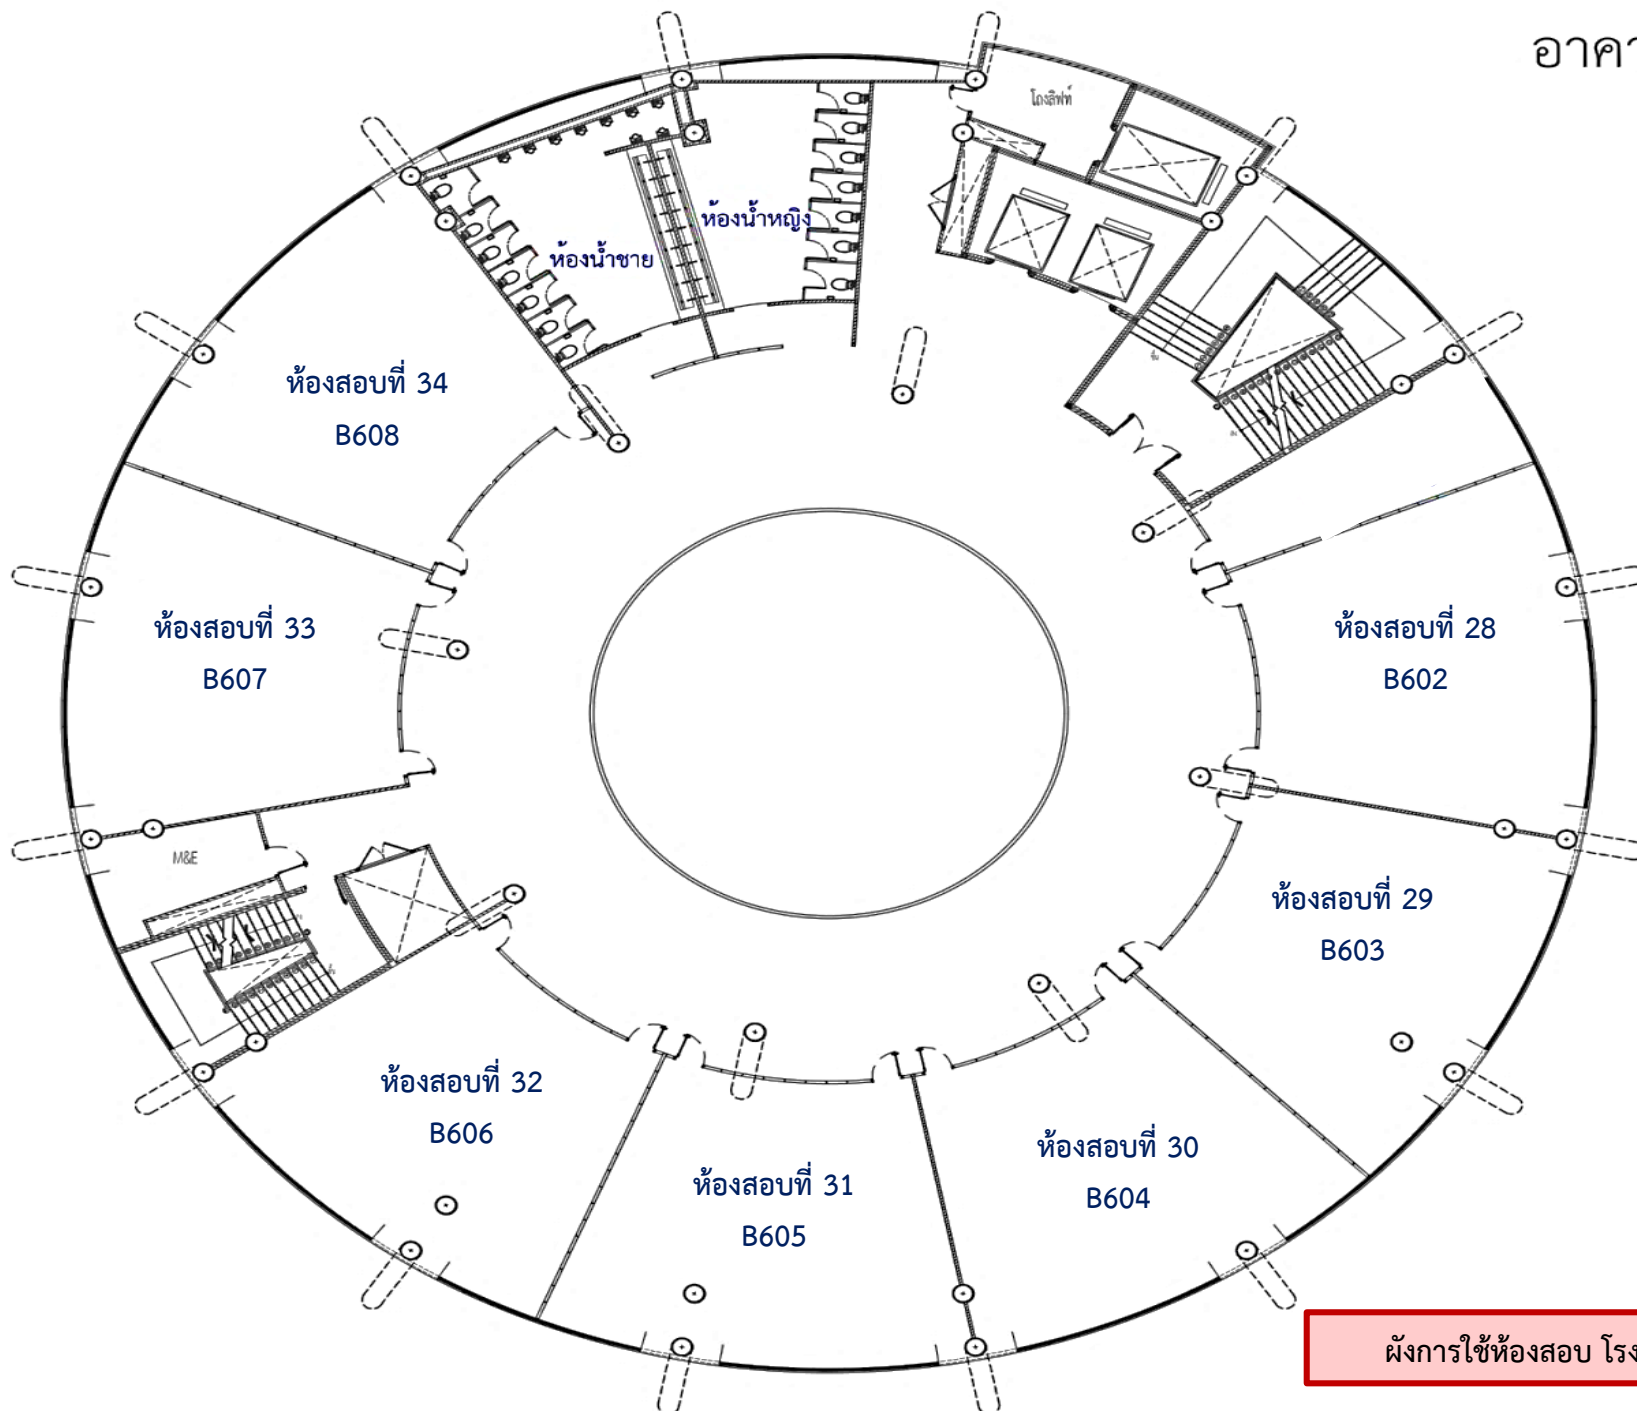 อาคา
โถงลิฟท์
ห้องน้ำหญิง
ห้องน้ำชาย
ห้องสอบที่ 34
B608
ห้องสอบที่ 33
B607
ห้องสอบที่ 28
B602
M&E
ห้องสอบที่ 29
B603
ห้องสอบที่ 32
B606
ห้องสอบที่ 30
B604
ห้องสอบที่ 31
B605
ผังการใช้ห้องสอบ โรง